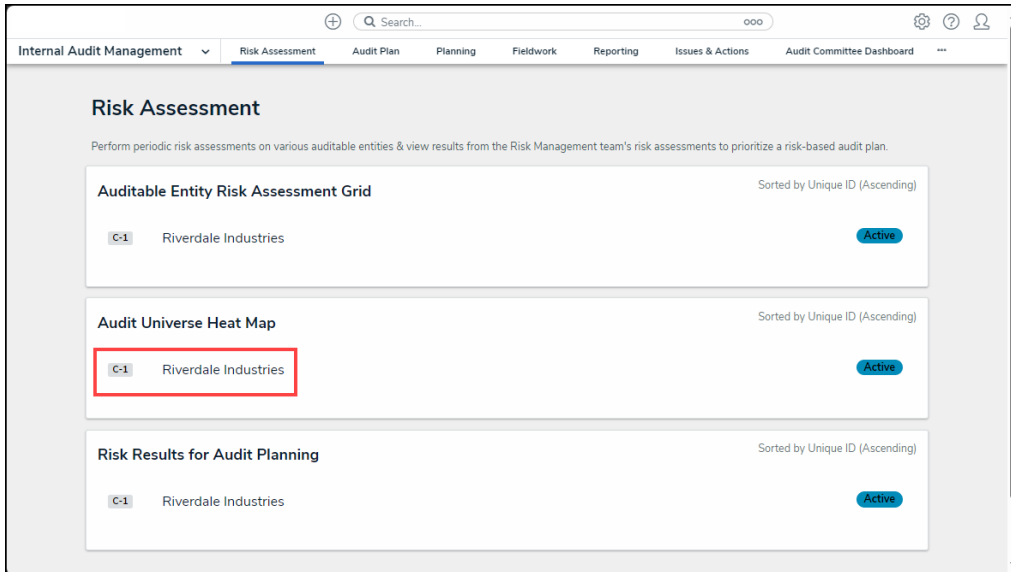 Search...
Internal Audit Management Risk Assessment Audit Plan Planning Fieldwork Reporting Issues & Actions Audit Committee Dashboard
Risk Assessment
Perform periodic risk assessments on various auditable entities & view results from the Risk Management team's risk assessments to prioritize a risk-based audit plan.
Auditable Entity Risk Assessment Grid Sorted by Unique ID (Ascending)
C-1 Riverdale Industries Active
Audit Universe Heat Map Sorted by Unique ID (Ascending)
C-1 Riverdale Industries Active
Risk Results for Audit Planning Sorted by Unique ID (Ascending)
C-1 Riverdale Industries Active